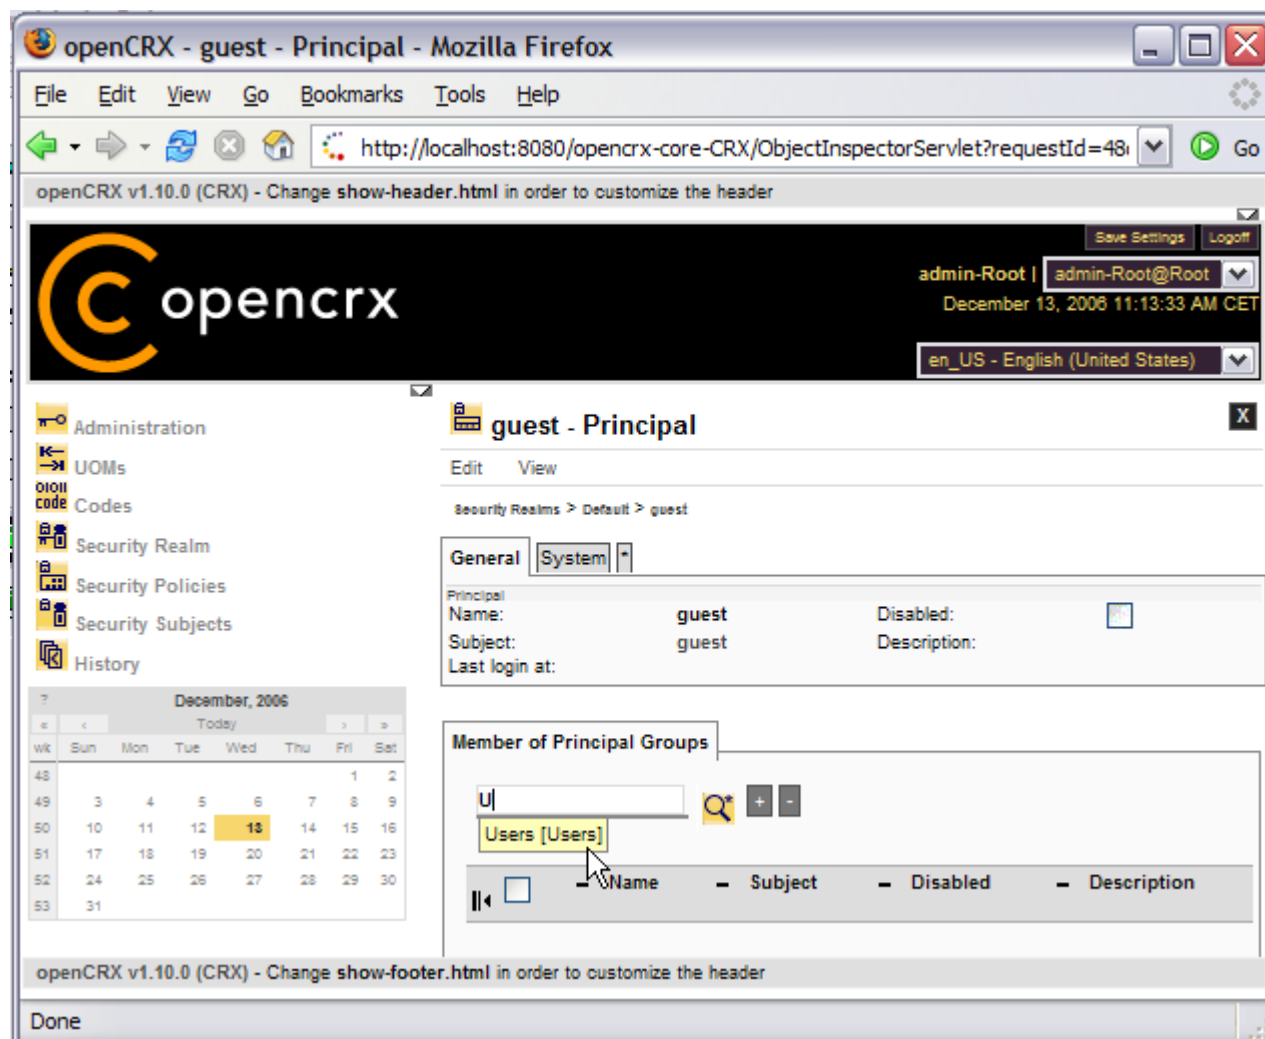 openCRX - guest - Principal - Mozilla Firefox
File Edit View Go Bookmarks Tools Help
http://localhost:8080/opencrx-core-CRX/ObjectInspectorServlet?requestId=48 Go
openCRX v1.10.0 (CRX) - Change show-header.html in order to customize the header
Save Settings Logoff
opencrx
admin-Root | admin-Root@Root
December 13, 2006 11:13:33 AM CET
en_US - English (United States)
Administration
UOMs
01011
code Codes
Security Realm
Security Policies
Security Subjects
History
? December, 2006
« ‹ Today › »
wk Sun Mon Tue Wed Thu Fri Sat
48 1 2
49 3 4 5 6 7 8 9
50 10 11 12 13 14 15 16
51 17 18 19 20 21 22 23
52 24 25 26 27 28 29 30
53 31
guest - Principal
X
Edit View
Security Realms > Default > guest
General System *
Principal
Name: guest Disabled:
Subject: guest Description:
Last login at:
Member of Principal Groups
U
+ -
Users [Users]
Name Subject Disabled Description
openCRX v1.10.0 (CRX) - Change show-footer.html in order to customize the header
Done